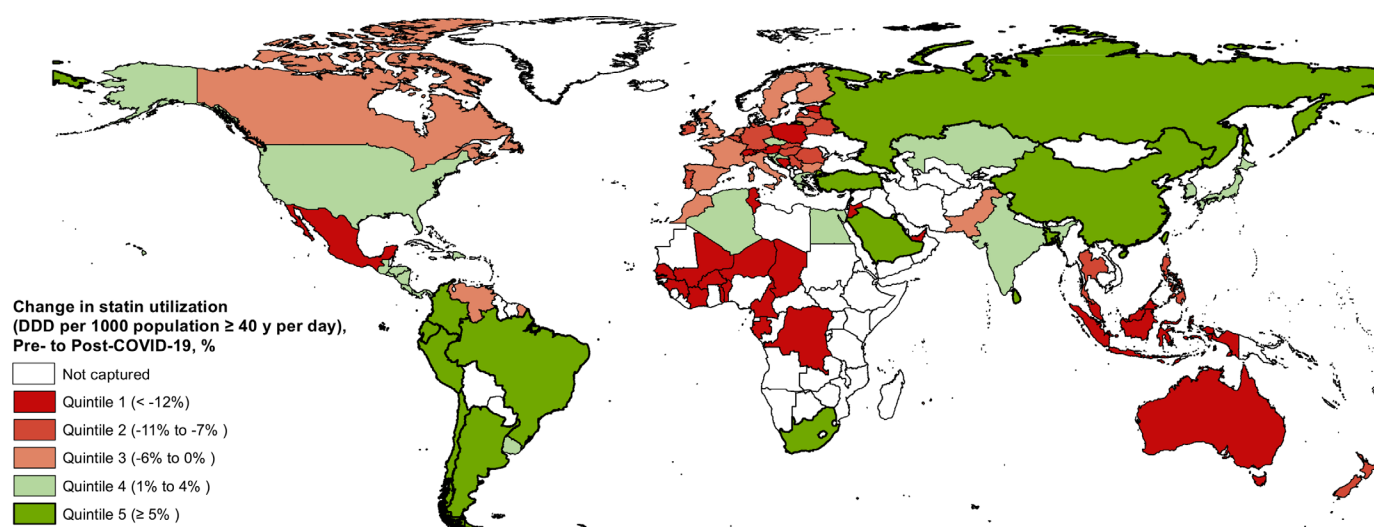 Change in statin utilization
(DDD per 1000 population ≥ 40 y per day),
Pre- to Post-COVID-19, %
Not captured
Quintile 1 (< -12%)
Quintile 2 (-11% to -7% )
Quintile 3 (-6% to 0% )
Quintile 4 (1% to 4% )
Quintile 5 (≥ 5% )